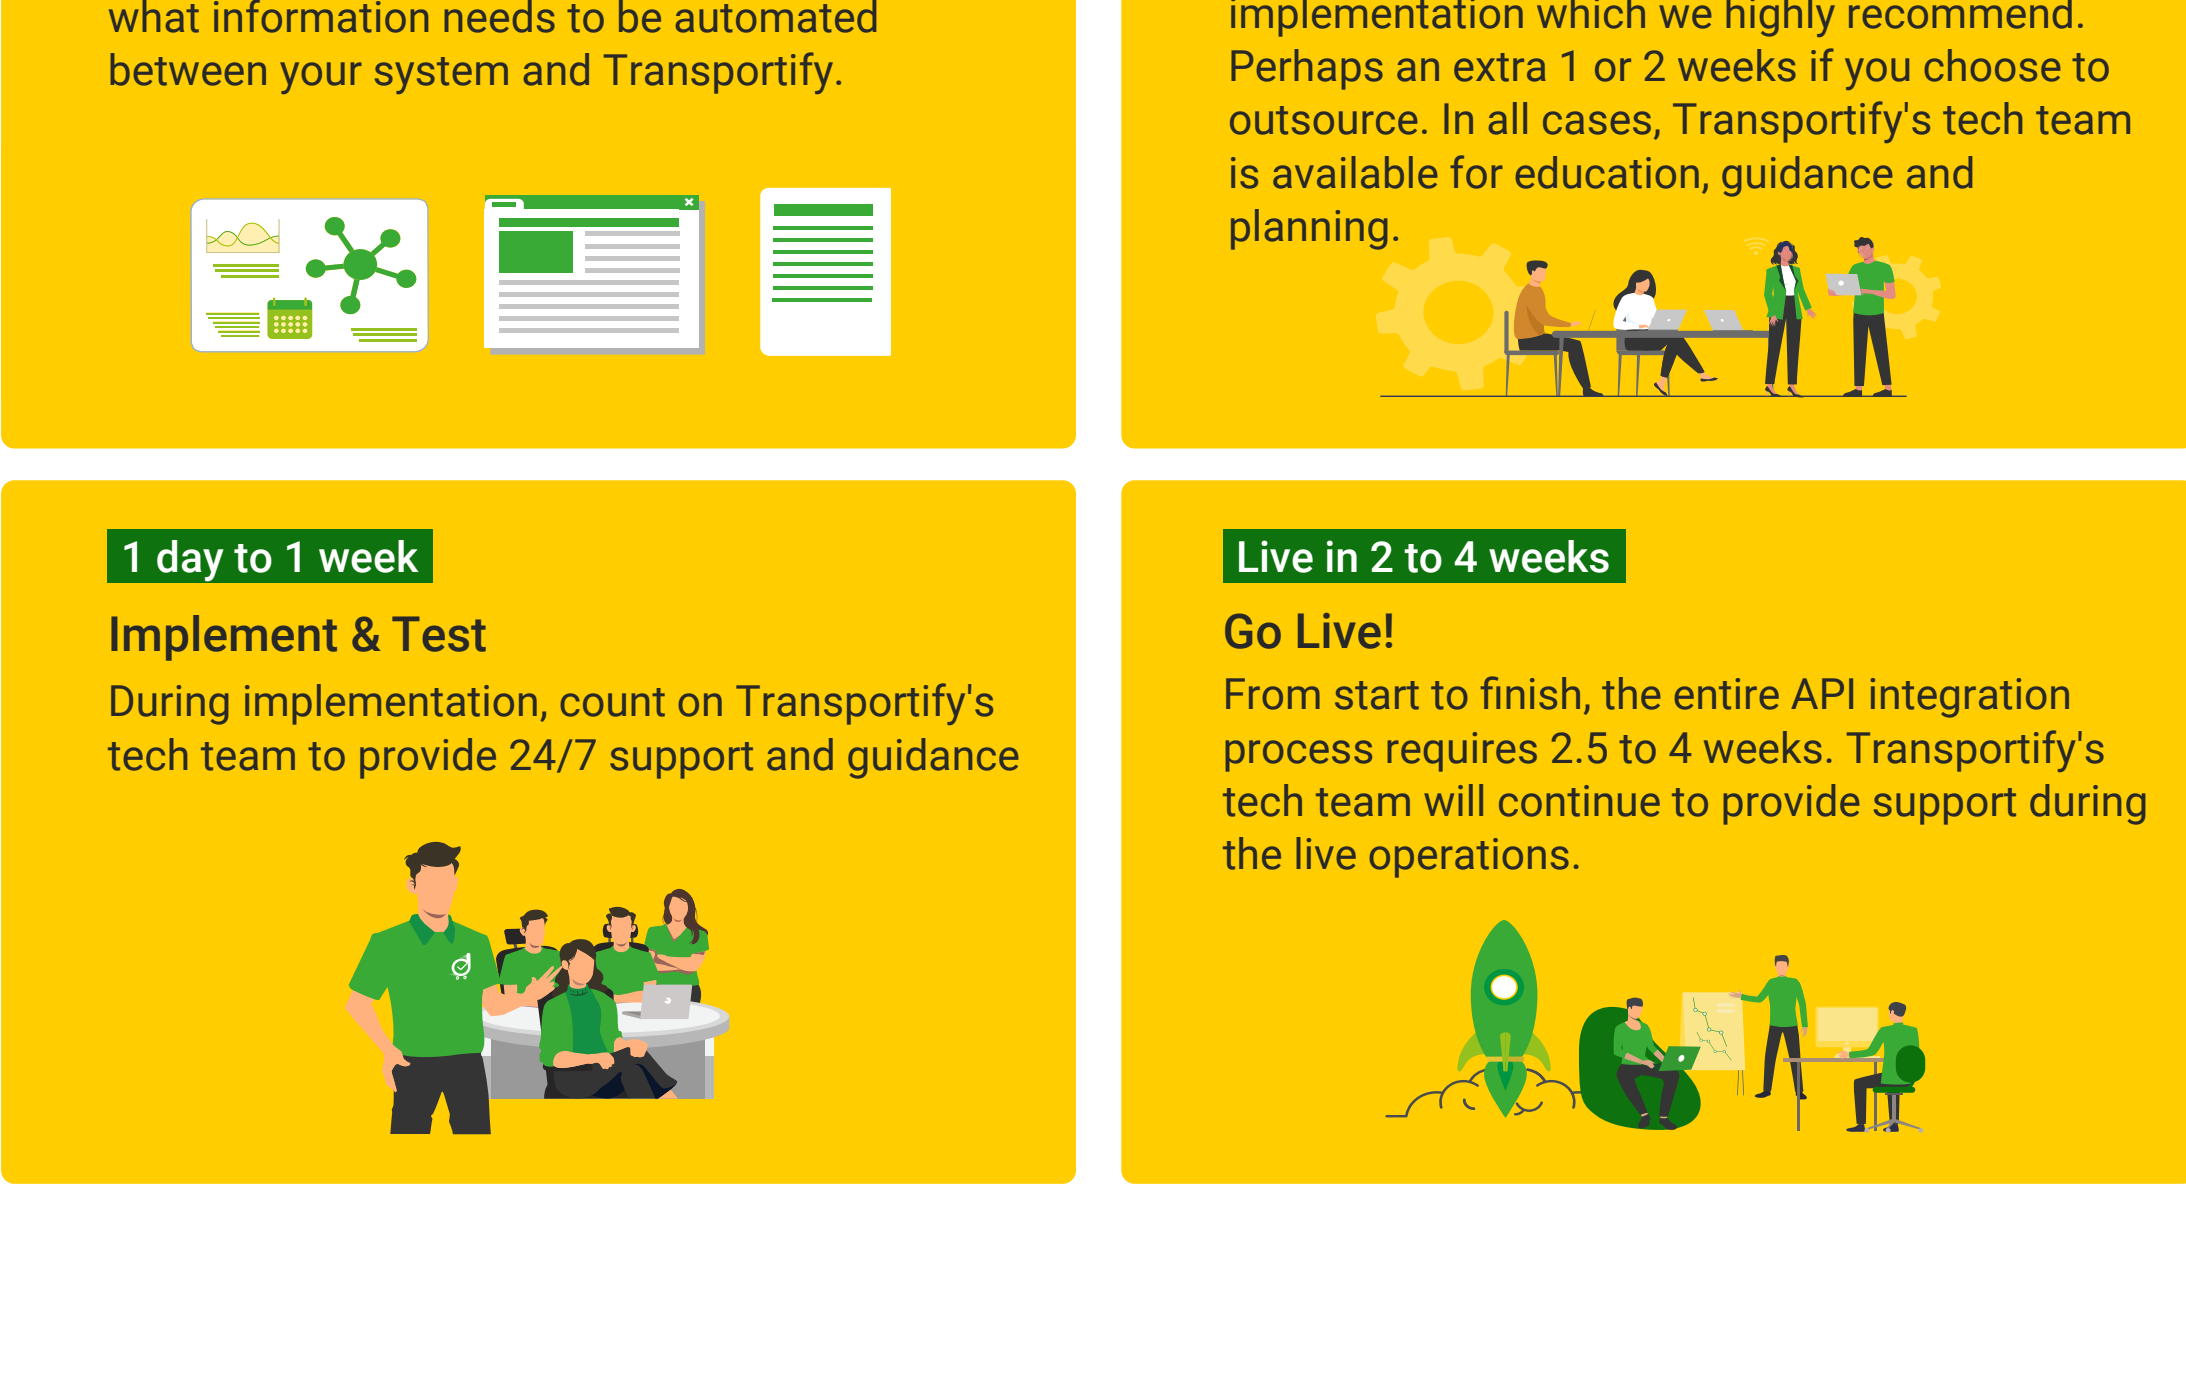 what information needs to be automated
between your system and Transportify.
implementation which we highly recommend.
Perhaps an extra 1 or 2 weeks if you choose to
outsource. In all cases, Transportify's tech team
is available for education, guidance and
planning.
1 day to 1 week
Implement & Test
During implementation, count on Transportify's
tech team to provide 24/7 support and guidance
Live in 2 to 4 weeks
Go Live!
From start to finish, the entire API integration
process requires 2.5 to 4 weeks. Transportify's
tech team will continue to provide support during
the live operations.